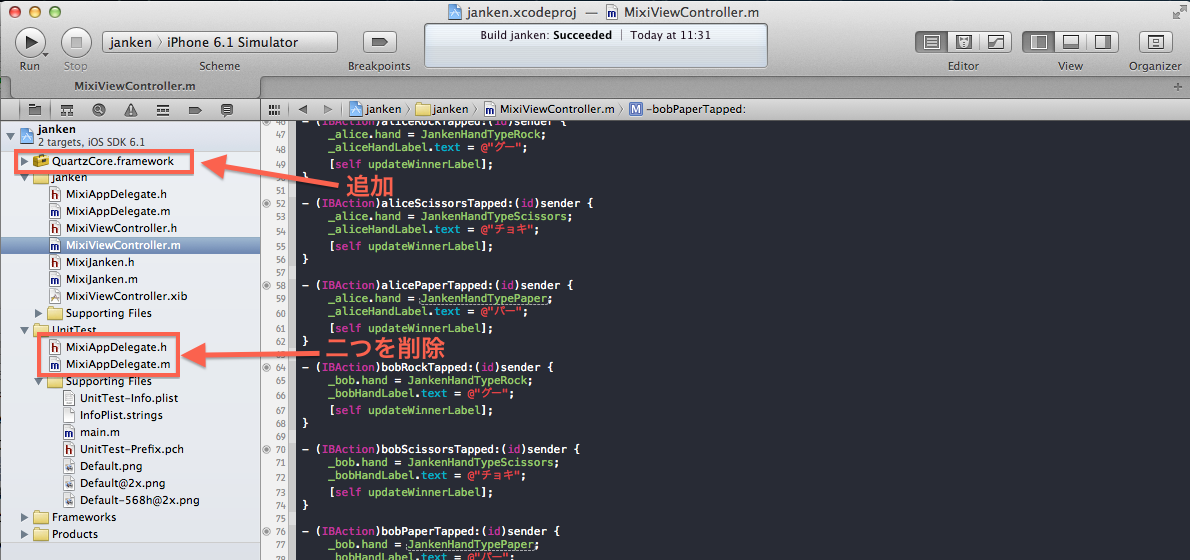 janken.xcodeproj — MixiViewController.m
Run
Stop
janken 〉 iPhone 6.1 Simulator
Scheme
Breakpoints
Build janken: Succeeded | Today at 11:31
Editor
View
Organizer
MixiViewController.m
janken 〉 janken 〉 MixiViewController.m 〉 M -bobPaperTapped:
janken
2 targets, iOS SDK 6.1
QuartzCore.framework
janken
h MixiAppDelegate.h
m MixiAppDelegate.m
h MixiViewController.h
m MixiViewController.m
h MixiJanken.h
m MixiJanken.m
MixiViewController.xib
Supporting Files
UnitTest
h MixiAppDelegate.h
m MixiAppDelegate.m
Supporting Files
UnitTest-Info.plist
InfoPlist.strings
m main.m
h UnitTest-Prefix.pch
Default.png
Default@2x.png
Default-568h@2x.png
Frameworks
Products
追加
二つを削除
46 - (IBAction)aliceRockTapped:(id)sender {
47 _alice.hand = JankenHandTypeRock;
48 _aliceHandLabel.text = @"グー";
49 [self updateWinnerLabel];
50 }
51
52 - (IBAction)aliceScissorsTapped:(id)sender {
53 _alice.hand = JankenHandTypeScissors;
54 _aliceHandLabel.text = @"チョキ";
55 [self updateWinnerLabel];
56 }
57
58 - (IBAction)alicePaperTapped:(id)sender {
59 _alice.hand = JankenHandTypePaper;
60 _aliceHandLabel.text = @"パー";
61 [self updateWinnerLabel];
62 }
63
64 - (IBAction)bobRockTapped:(id)sender {
65 _bob.hand = JankenHandTypeRock;
66 _bobHandLabel.text = @"グー";
67 [self updateWinnerLabel];
68 }
69
70 - (IBAction)bobScissorsTapped:(id)sender {
71 _bob.hand = JankenHandTypeScissors;
72 _bobHandLabel.text = @"チョキ";
73 [self updateWinnerLabel];
74 }
75
76 - (IBAction)bobPaperTapped:(id)sender {
77 _bob.hand = JankenHandTypePaper;
78 _bobHandLabel.text = @"パー";